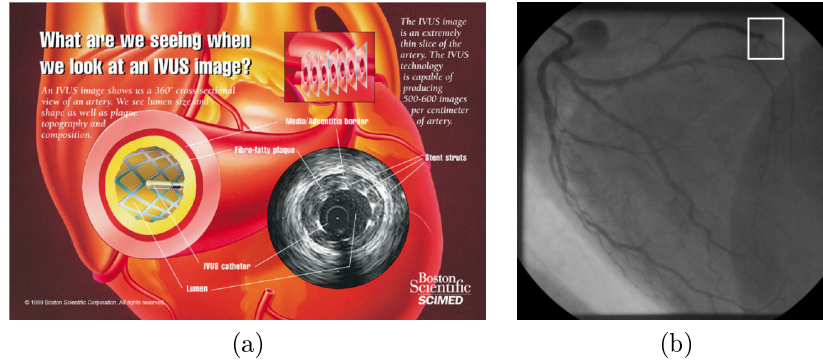 What are we seeing when
we look at an IVUS image?
An IVUS image shows us a 360° cross-sectional
view of an artery. We see lumen size and
shape as well as plaque
topography and
composition.
The IVUS image
is an extremely
thin slice of the
artery. The IVUS
technology
is capable of
producing
500-600 images
per centimeter
of artery.
Media/Adventitia border
Fibro-fatty plaque
Stent struts
IVUS catheter
Lumen
© 1999 Boston Scientific Corporation. All rights reserved.
Boston
Scientific
SCIMED
(a)
(b)